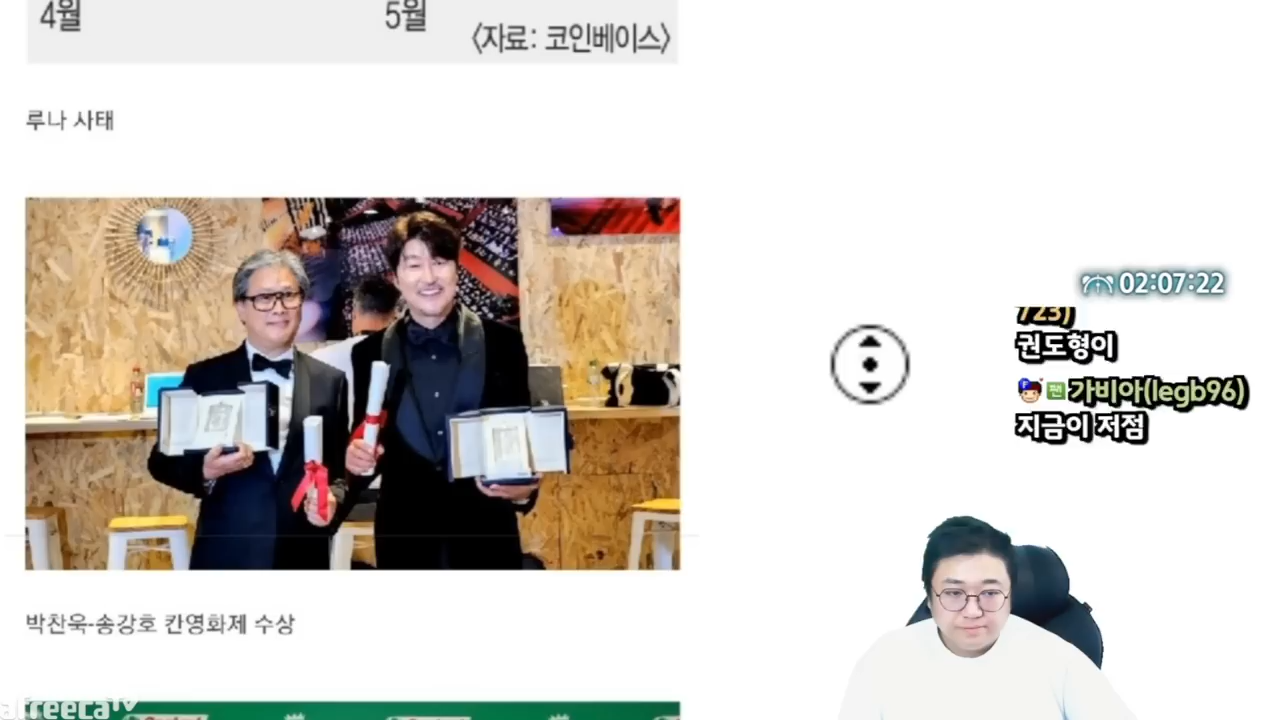 4월
5월
〈자료: 코인베이스〉
루나 사태
02:07:22
723)
권도형이
팬 가비아(legb96)
지금이 저점
박찬욱-송강호 칸영화제 수상
afreecaTV